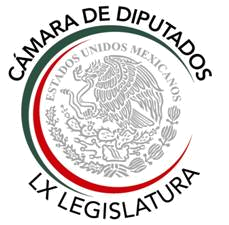 CÁMARA DE DIPUTADOS
ESTADOS UNIDOS MEXICANOS
LX LEGISLATURA